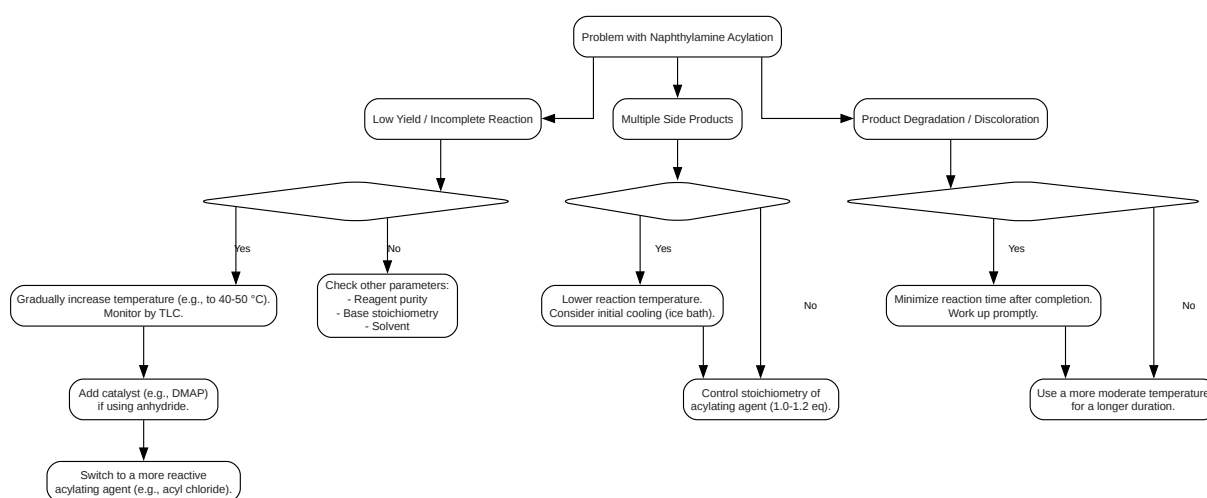 Problem with Naphthylamine Acylation
Low Yield / Incomplete Reaction
Multiple Side Products
Product Degradation / Discoloration
Yes
No
Yes
No
Yes
No
Gradually increase temperature (e.g., to 40-50 °C).
Monitor by TLC.
Check other parameters:
- Reagent purity
- Base stoichiometry
- Solvent
Lower reaction temperature.
Consider initial cooling (ice bath).
Minimize reaction time after completion.
Work up promptly.
Add catalyst (e.g., DMAP)
if using anhydride.
Control stoichiometry of
acylating agent (1.0-1.2 eq).
Use a more moderate temperature
for a longer duration.
Switch to a more reactive
acylating agent (e.g., acyl chloride).